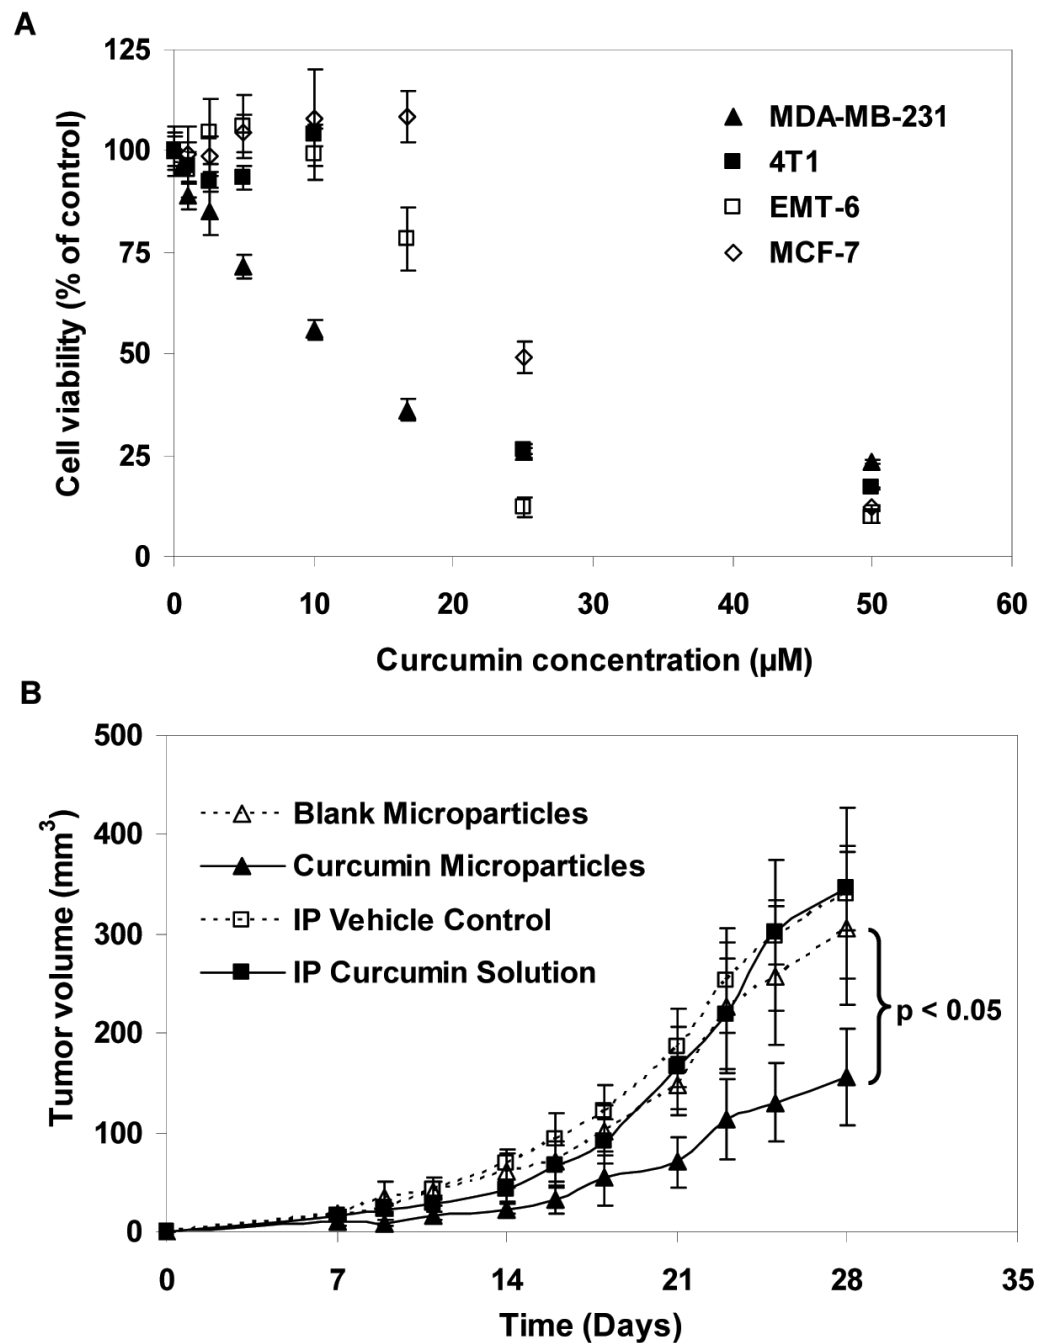 A
125
100
75
50
25
0
Cell viability (% of control)
MDA-MB-231
4T1
EMT-6
MCF-7
0 10 20 30 40 50 60
Curcumin concentration (µM)
B
500
400
300
200
100
0
Tumor volume (mm³)
Blank Microparticles
Curcumin Microparticles
IP Vehicle Control
IP Curcumin Solution
p < 0.05
0 7 14 21 28 35
Time (Days)